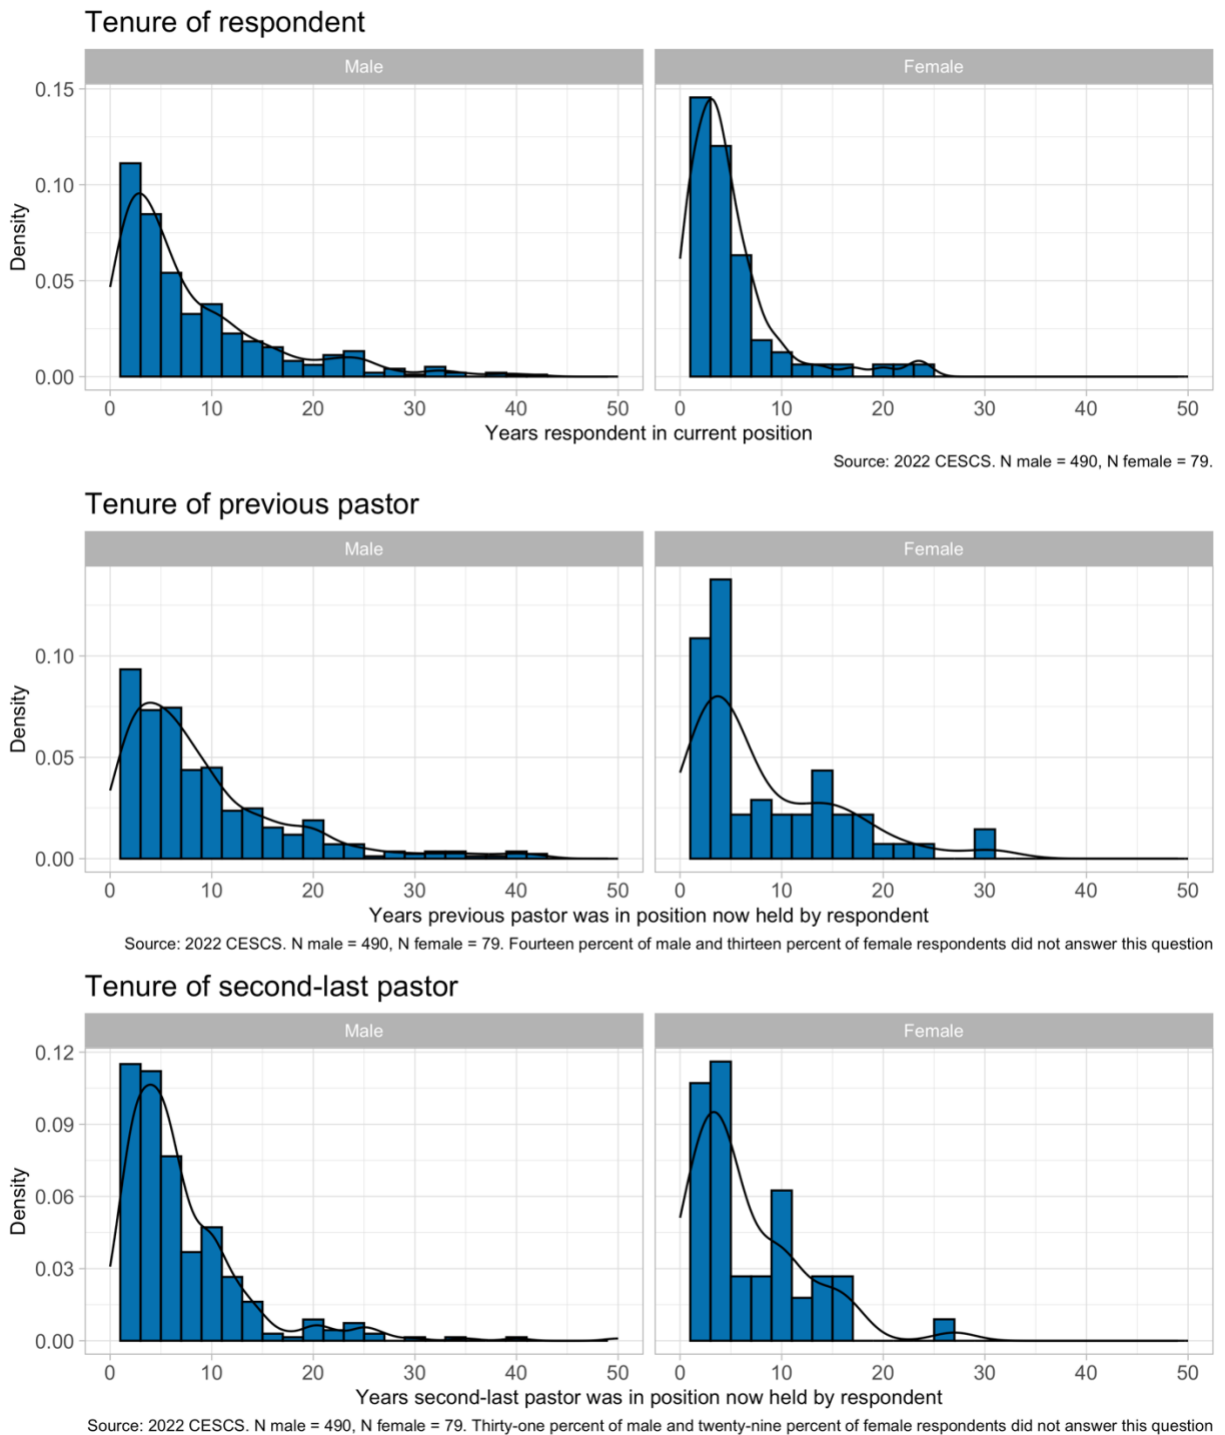 Tenure of respondent
Male Female
0.15
0.10
0.05
0.00
Density
0 10 20 30 40 50 0 10 20 30 40 50
Years respondent in current position
Source: 2022 CESCS. N male = 490, N female = 79.
Tenure of previous pastor
Male Female
0.10
0.05
0.00
Density
0 10 20 30 40 50 0 10 20 30 40 50
Years previous pastor was in position now held by respondent
Source: 2022 CESCS. N male = 490, N female = 79. Fourteen percent of male and thirteen percent of female respondents did not answer this question
Tenure of second-last pastor
Male Female
0.12
0.09
0.06
0.03
0.00
Density
0 10 20 30 40 50 0 10 20 30 40 50
Years second-last pastor was in position now held by respondent
Source: 2022 CESCS. N male = 490, N female = 79. Thirty-one percent of male and twenty-nine percent of female respondents did not answer this question